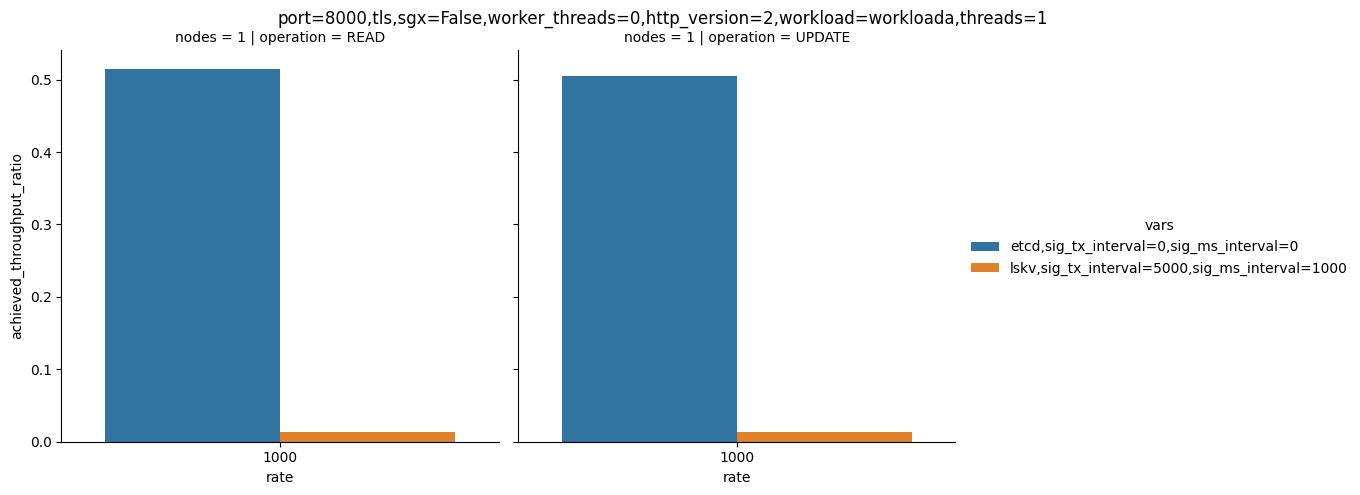 port=8000,tls,sgx=False,worker_threads=0,http_version=2,workload=workloada,threads=1
nodes = 1 | operation = READ
nodes = 1 | operation = UPDATE
achieved_throughput_ratio
0.5
0.4
0.3
0.2
0.1
0.0
1000
1000
rate
rate
vars
etcd,sig_tx_interval=0,sig_ms_interval=0
lskv,sig_tx_interval=5000,sig_ms_interval=1000